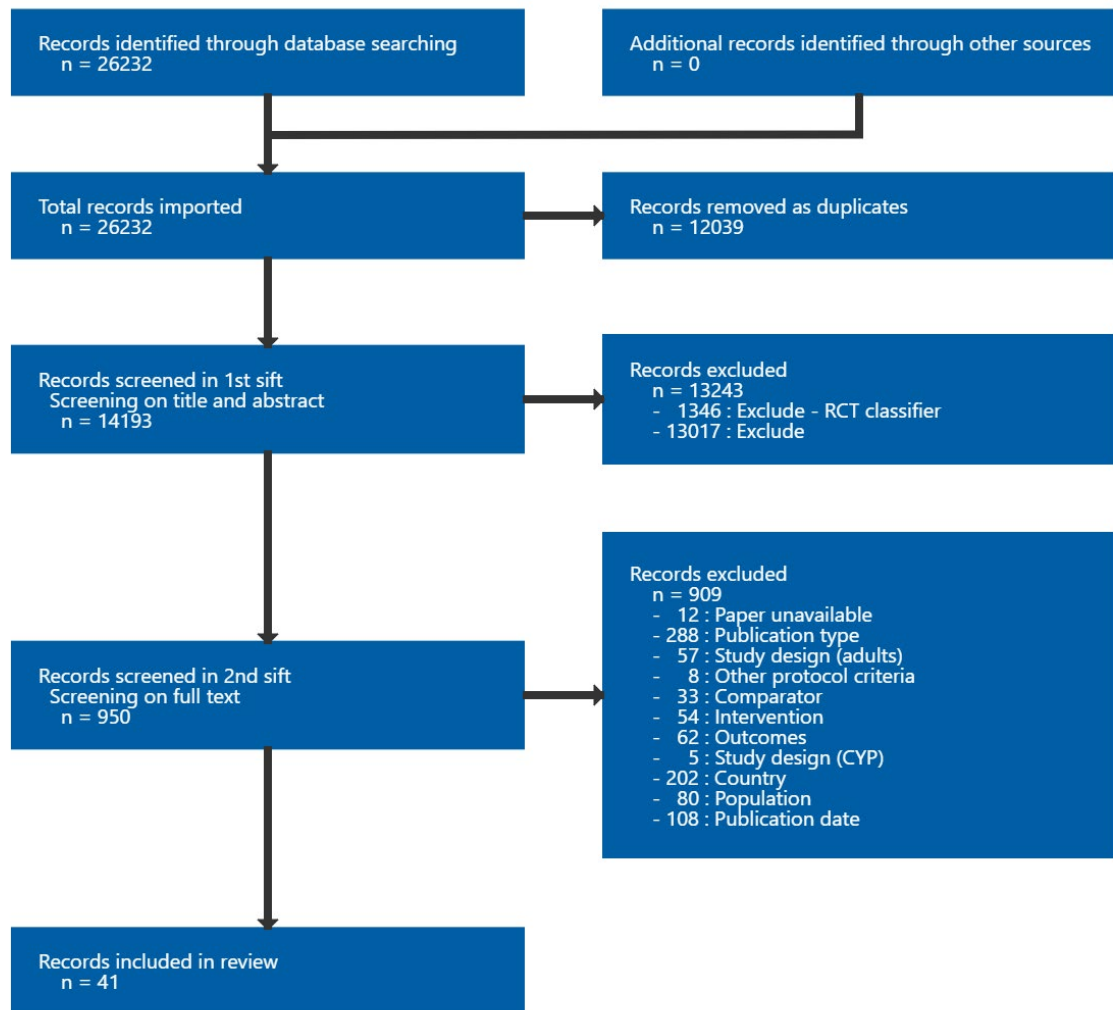 Records identified through database searching
n = 26232
Additional records identified through other sources
n = 0
Total records imported
n = 26232
Records removed as duplicates
n = 12039
Records screened in 1st sift
Screening on title and abstract
n = 14193
Records excluded
n = 13243
- 1346 : Exclude - RCT classifier
- 13017 : Exclude
Records screened in 2nd sift
Screening on full text
n = 950
Records excluded
n = 909
- 12 : Paper unavailable
- 288 : Publication type
- 57 : Study design (adults)
- 8 : Other protocol criteria
- 33 : Comparator
- 54 : Intervention
- 62 : Outcomes
- 5 : Study design (CYP)
- 202 : Country
- 80 : Population
- 108 : Publication date
Records included in review
n = 41